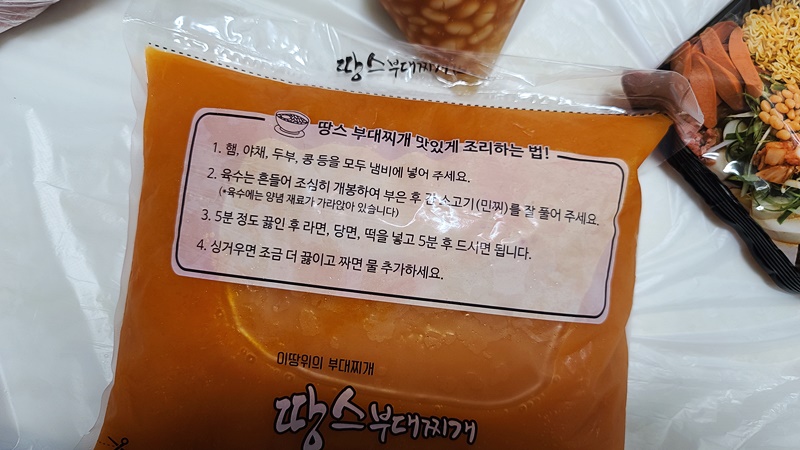 땅스부대찌개
땅스 부대찌개 맛있게 조리하는 법!
1. 햄, 야채, 두부, 콩 등을 모두 냄비에 넣어 주세요.
2. 육수는 흔들어 조심히 개봉하여 부은 후 간 소고기(민찌)를 잘 풀어 주세요.
(*육수에는 양념 재료가 가라앉아 있습니다)
3. 5분 정도 끓인 후 라면, 당면, 떡을 넣고 5분 후 드시면 됩니다.
4. 싱거우면 조금 더 끓이고 짜면 물 추가하세요.
이땅위의 부대찌개
땅스부대찌개